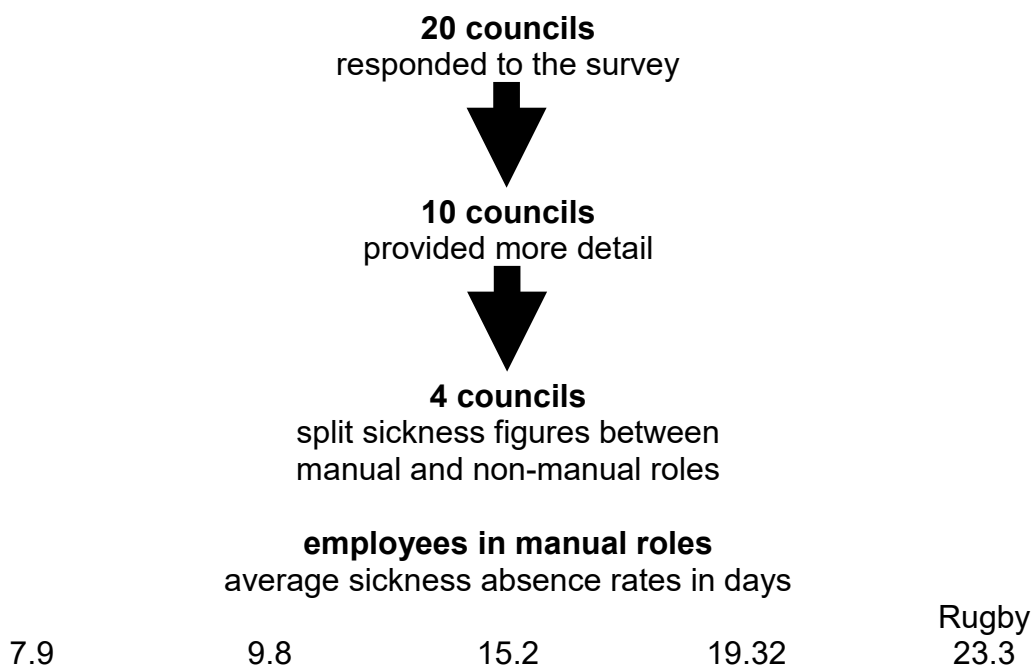 20 councils
responded to the survey
10 councils
provided more detail
4 councils
split sickness figures between
manual and non-manual roles
employees in manual roles
average sickness absence rates in days
Rugby
7.9 9.8 15.2 19.32 23.3